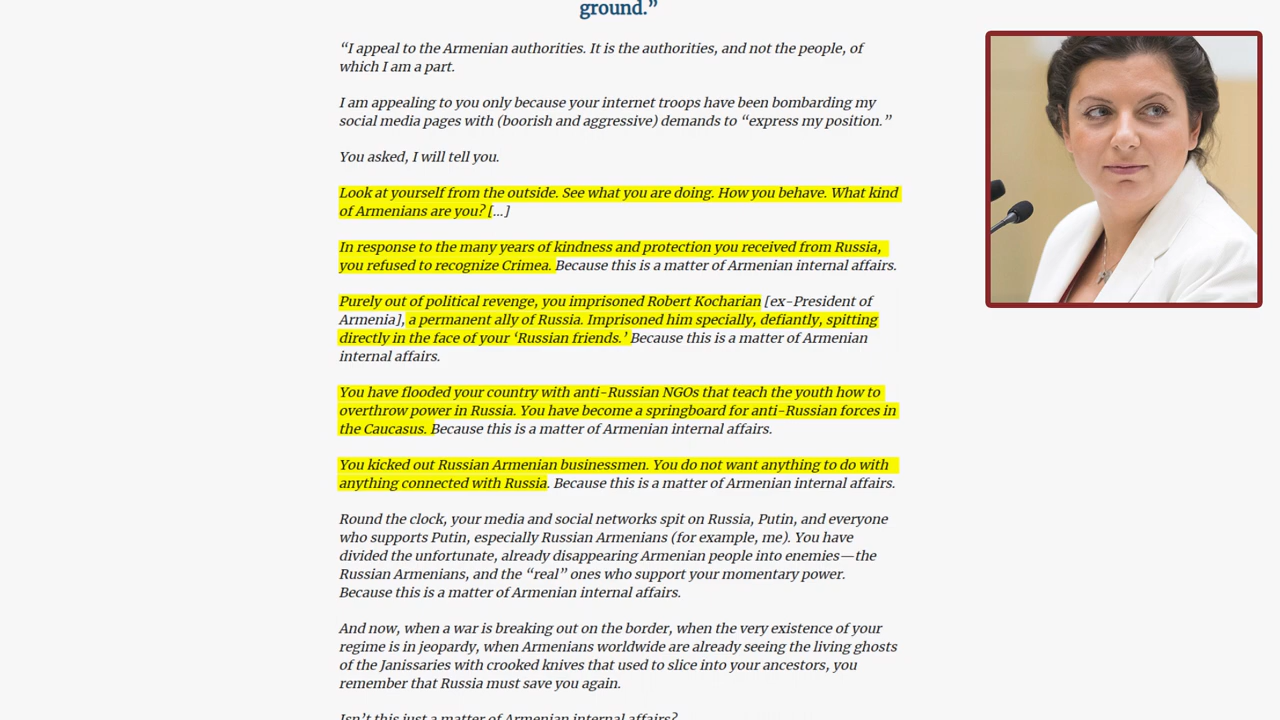 ground.”
“I appeal to the Armenian authorities. It is the authorities, and not the people, of
which I am a part.
I am appealing to you only because your internet troops have been bombarding my
social media pages with (boorish and aggressive) demands to “express my position.”
You asked, I will tell you.
Look at yourself from the outside. See what you are doing. How you behave. What kind
of Armenians are you? […]
In response to the many years of kindness and protection you received from Russia,
you refused to recognize Crimea. Because this is a matter of Armenian internal affairs.
Purely out of political revenge, you imprisoned Robert Kocharian [ex-President of
Armenia], a permanent ally of Russia. Imprisoned him specially, defiantly, spitting
directly in the face of your ‘Russian friends.’ Because this is a matter of Armenian
internal affairs.
You have flooded your country with anti-Russian NGOs that teach the youth how to
overthrow power in Russia. You have become a springboard for anti-Russian forces in
the Caucasus. Because this is a matter of Armenian internal affairs.
You kicked out Russian Armenian businessmen. You do not want anything to do with
anything connected with Russia. Because this is a matter of Armenian internal affairs.
Round the clock, your media and social networks spit on Russia, Putin, and everyone
who supports Putin, especially Russian Armenians (for example, me). You have
divided the unfortunate, already disappearing Armenian people into enemies—the
Russian Armenians, and the “real” ones who support your momentary power.
Because this is a matter of Armenian internal affairs.
And now, when a war is breaking out on the border, when the very existence of your
regime is in jeopardy, when Armenians worldwide are already seeing the living ghosts
of the Janissaries with crooked knives that used to slice into your ancestors, you
remember that Russia must save you again.
Isn’t this just a matter of Armenian internal affairs?